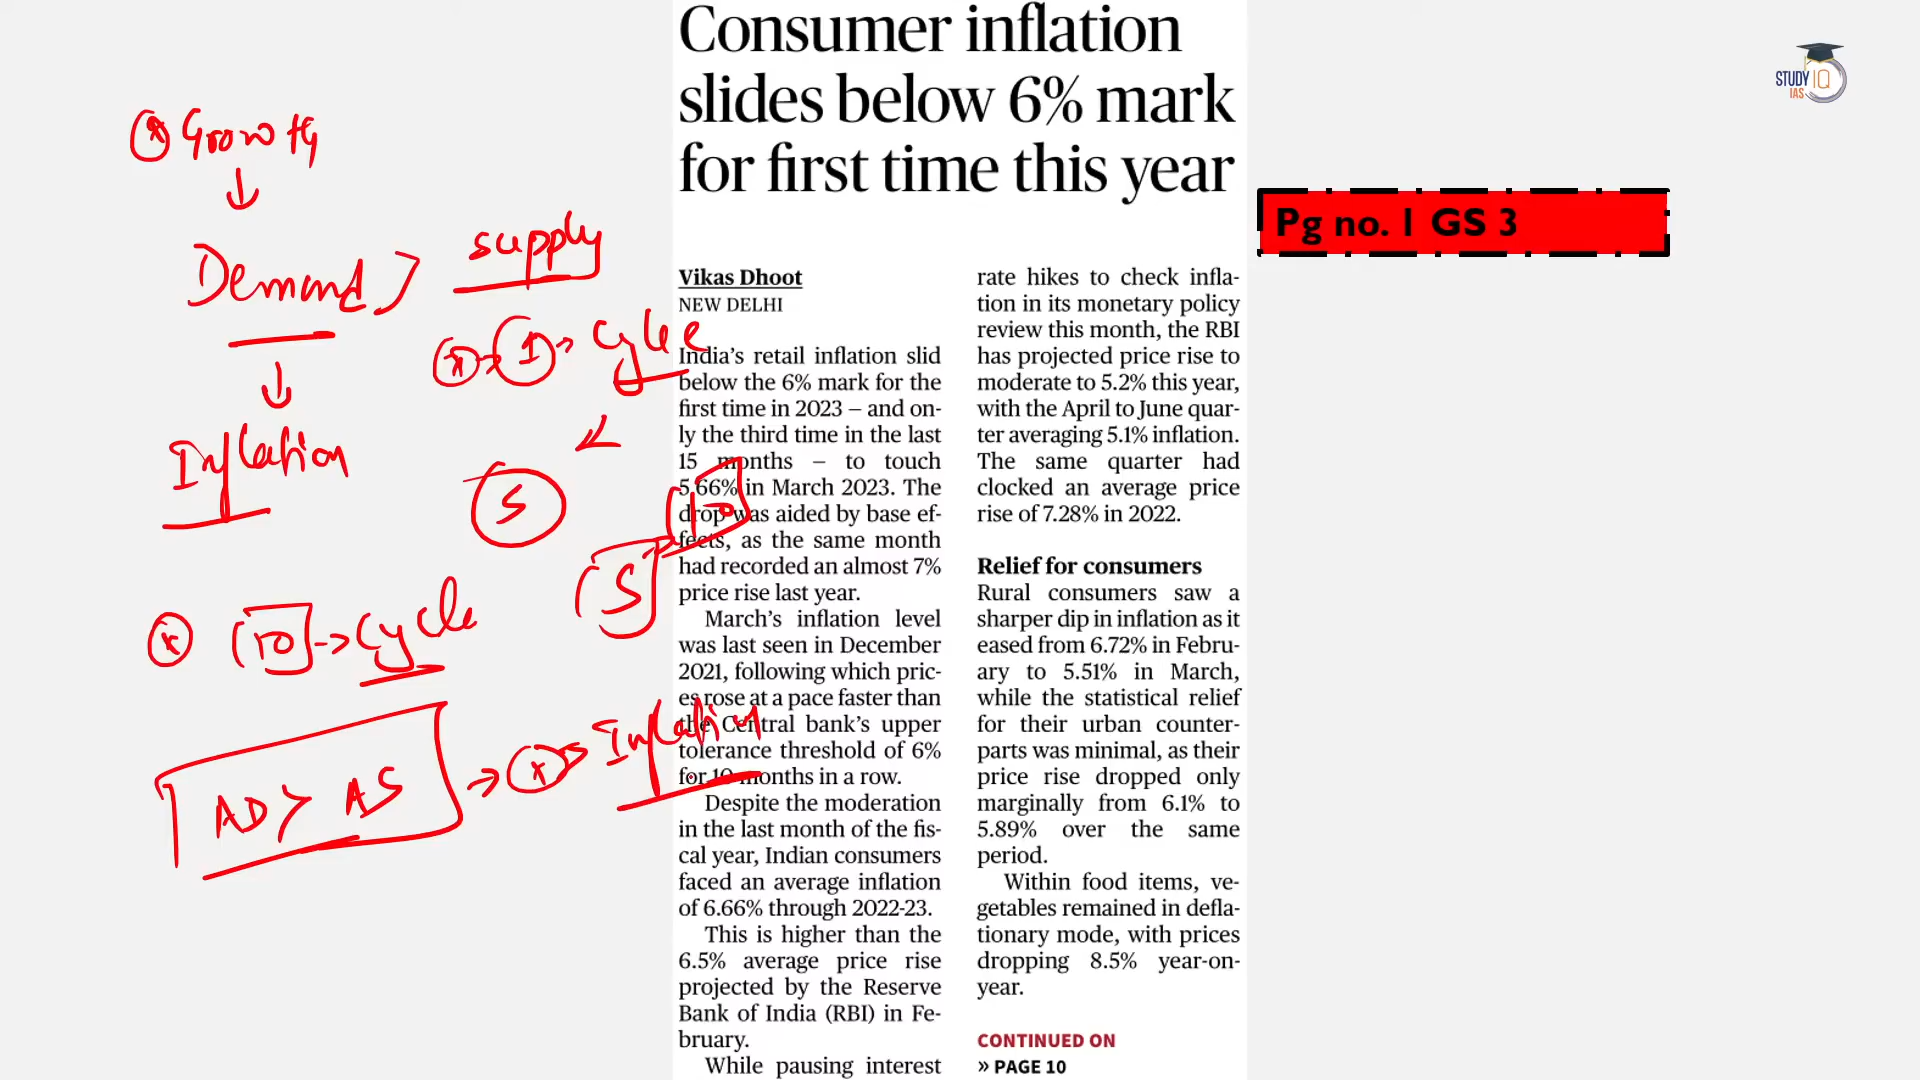 Consumer inflation
slides below 6% mark
for first time this year
STUDY IQ
IAS
Pg no. 1 GS 3
Growth
Demand >
supply
Cycle
Inflation
S
10
S
10 → Cycle
AD > AS
Inflation
Vikas Dhoot
NEW DELHI
India’s retail inflation slid
below the 6% mark for the
first time in 2023 – and on-
ly the third time in the last
15 months – to touch
5.66% in March 2023. The
drop was aided by base ef-
fects, as the same month
had recorded an almost 7%
price rise last year.
March’s inflation level
was last seen in December
2021, following which pric-
es rose at a pace faster than
the Central bank’s upper
tolerance threshold of 6%
for 10 months in a row.
Despite the moderation
in the last month of the fis-
cal year, Indian consumers
faced an average inflation
of 6.66% through 2022-23.
This is higher than the
6.5% average price rise
projected by the Reserve
Bank of India (RBI) in Fe-
bruary.
While pausing interest
rate hikes to check infla-
tion in its monetary policy
review this month, the RBI
has projected price rise to
moderate to 5.2% this year,
with the April to June quar-
ter averaging 5.1% inflation.
The same quarter had
clocked an average price
rise of 7.28% in 2022.
Relief for consumers
Rural consumers saw a
sharper dip in inflation as it
eased from 6.72% in Febru-
ary to 5.51% in March,
while the statistical relief
for their urban counter-
parts was minimal, as their
price rise dropped only
marginally from 6.1% to
5.89% over the same
period.
Within food items, ve-
getables remained in defla-
tionary mode, with prices
dropping 8.5% year-on-
year.
CONTINUED ON
» PAGE 10